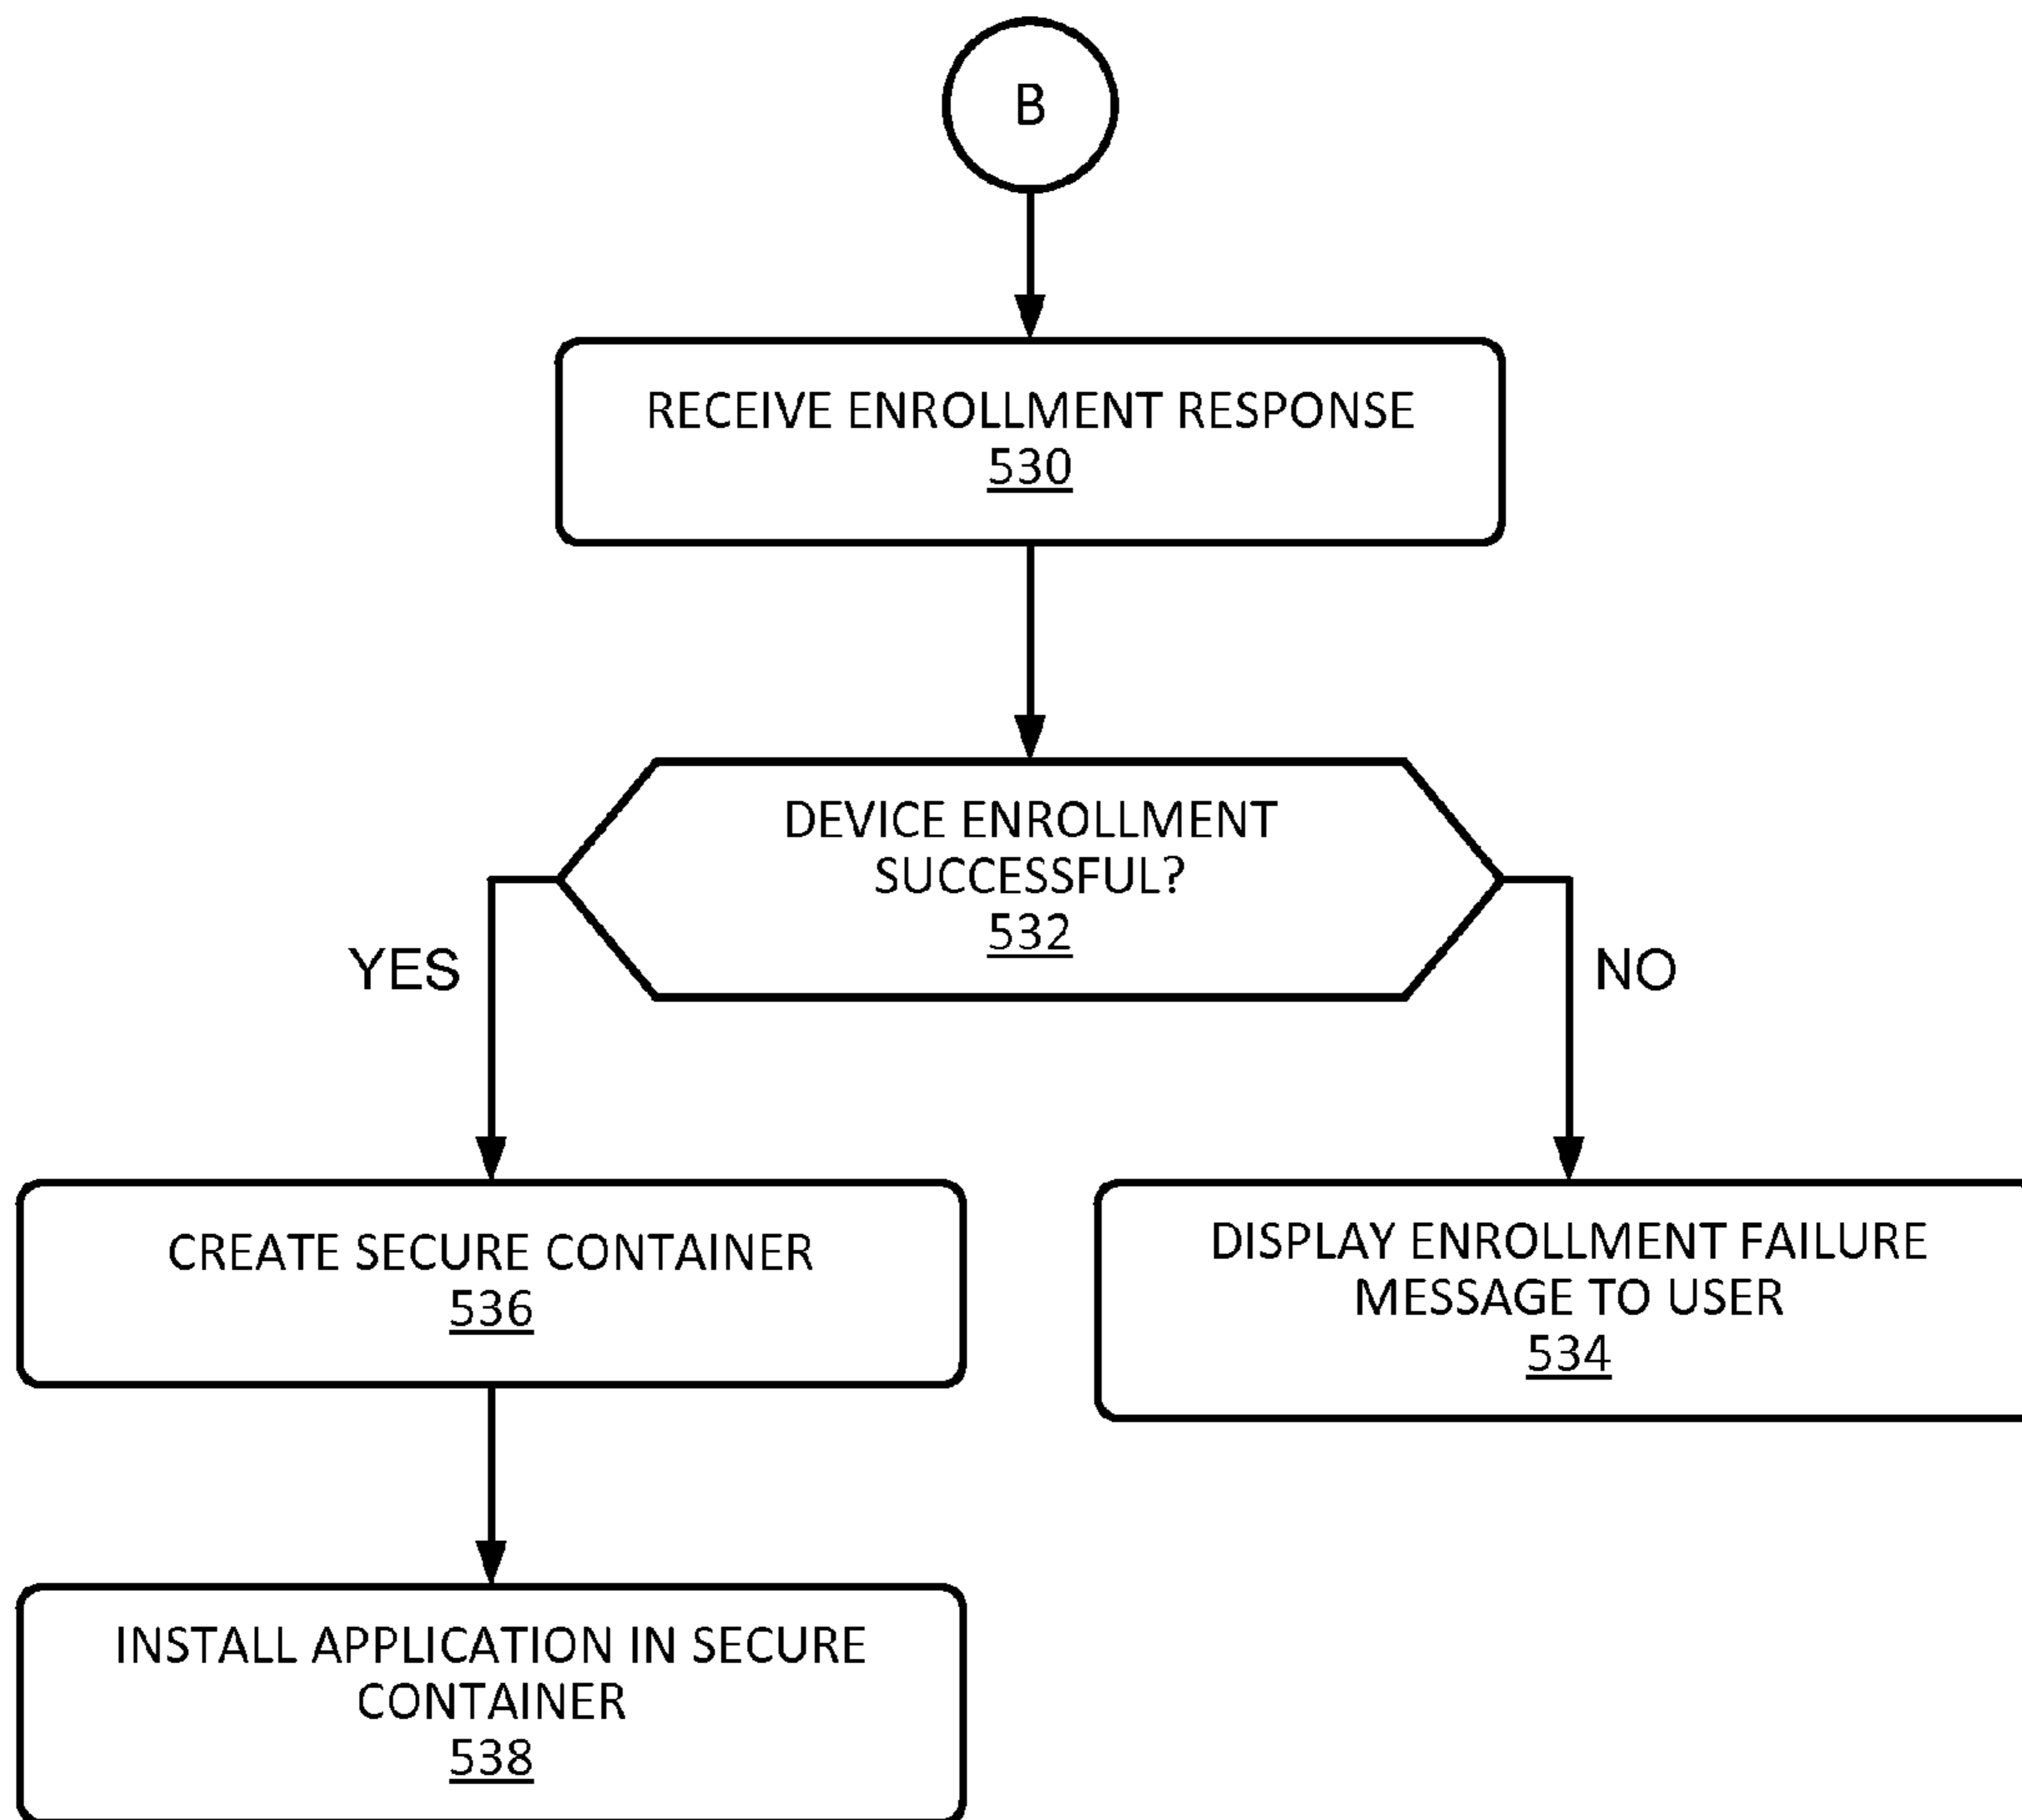 B
RECEIVE ENROLLMENT RESPONSE
530
DEVICE ENROLLMENT
SUCCESSFUL?
532
YES
NO
CREATE SECURE CONTAINER
536
DISPLAY ENROLLMENT FAILURE
MESSAGE TO USER
534
INSTALL APPLICATION IN SECURE
CONTAINER
538